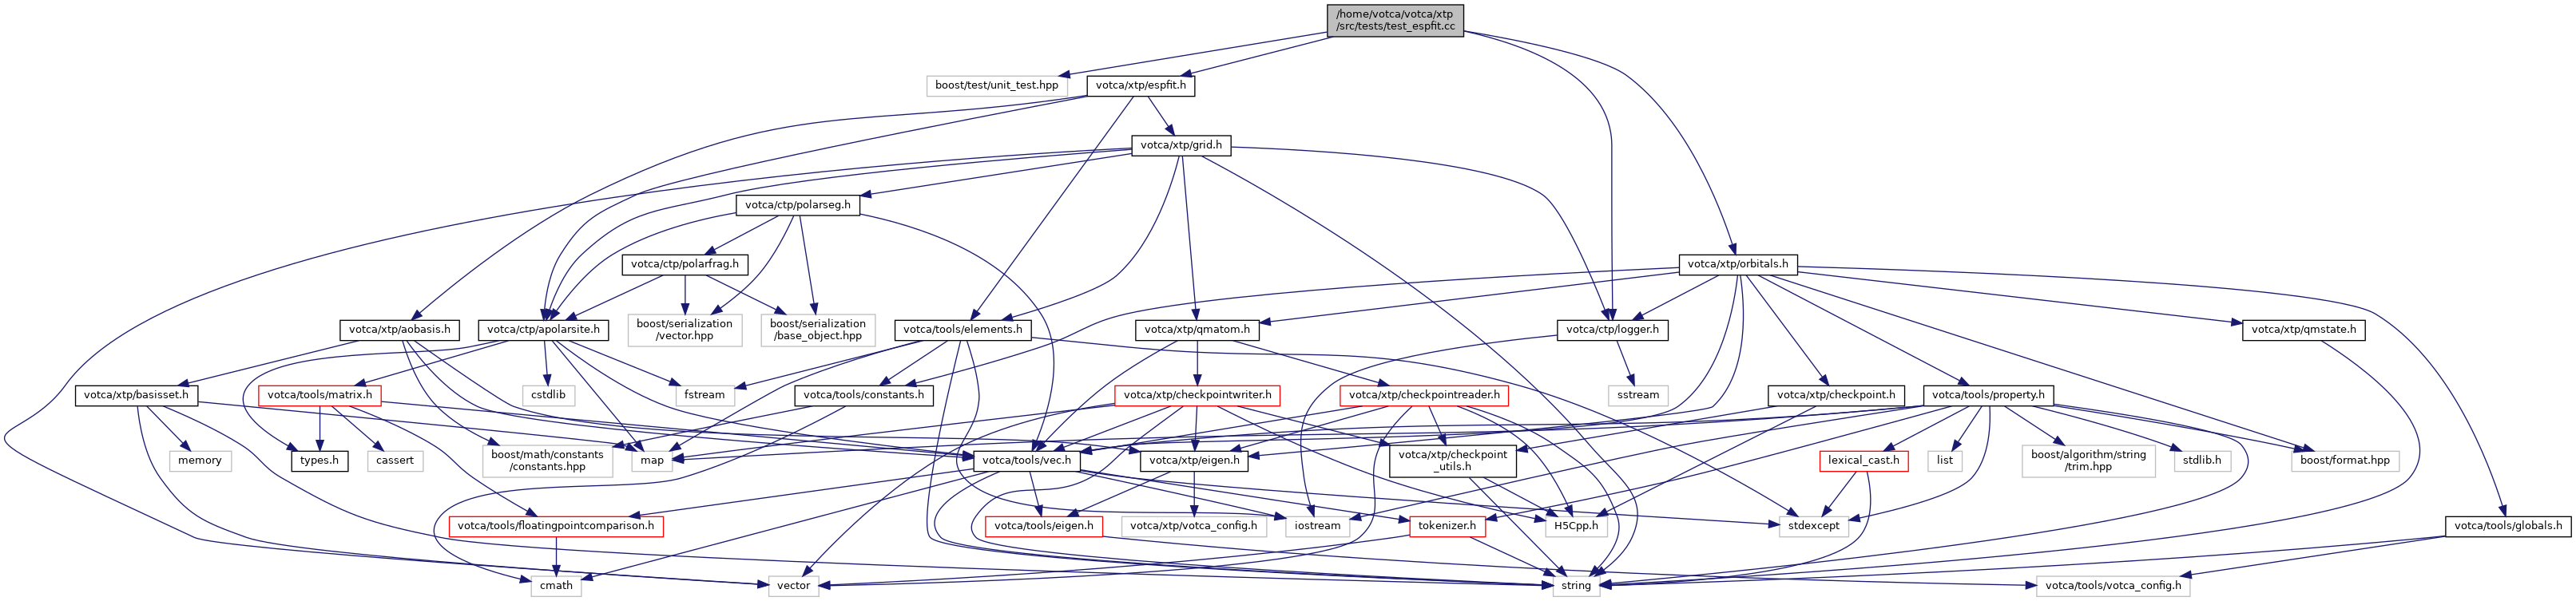 /home/votca/votca/xtp
/src/tests/test_espfit.cc
boost/test/unit_test.hpp
votca/xtp/espfit.h
votca/xtp/grid.h
votca/ctp/polarseg.h
votca/ctp/polarfrag.h
votca/xtp/orbitals.h
votca/xtp/aobasis.h
votca/ctp/apolarsite.h
boost/serialization
/vector.hpp
boost/serialization
/base_object.hpp
votca/tools/elements.h
votca/xtp/qmatom.h
votca/ctp/logger.h
votca/xtp/qmstate.h
votca/xtp/basisset.h
votca/tools/matrix.h
cstdlib
fstream
votca/tools/constants.h
votca/xtp/checkpointwriter.h
votca/xtp/checkpointreader.h
sstream
votca/xtp/checkpoint.h
votca/tools/property.h
memory
types.h
cassert
boost/math/constants
/constants.hpp
map
votca/tools/vec.h
votca/xtp/eigen.h
votca/xtp/checkpoint
_utils.h
lexical_cast.h
list
boost/algorithm/string
/trim.hpp
stdlib.h
boost/format.hpp
votca/tools/floatingpointcomparison.h
votca/tools/eigen.h
votca/xtp/votca_config.h
iostream
tokenizer.h
H5Cpp.h
stdexcept
votca/tools/globals.h
cmath
vector
string
votca/tools/votca_config.h